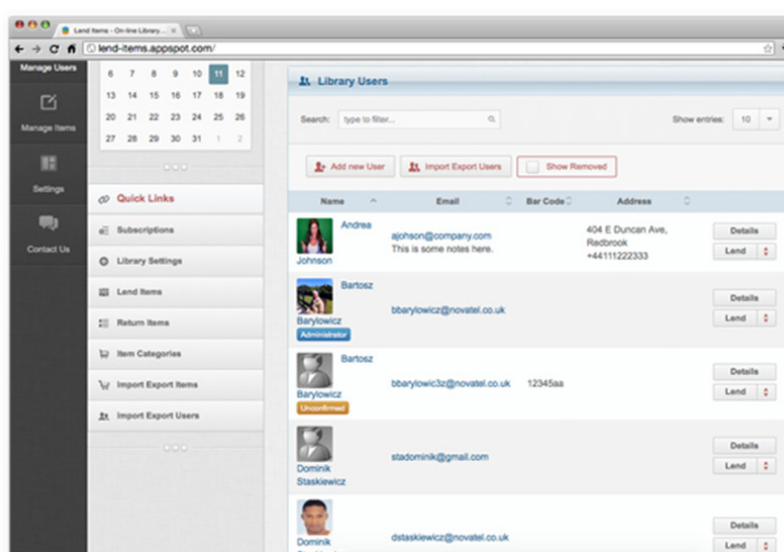 Lend Items - On-line Library...
lend-items.appspot.com/
Manage Users
Manage Items
Settings
Contact Us
6 7 8 9 10 11 12
13 14 15 16 17 18 19
20 21 22 23 24 25 26
27 28 29 30 31 1 2
Quick Links
Subscriptions
Library Settings
Lend Items
Return Items
Item Categories
Import Export Items
Import Export Users
Library Users
Search: type to filter... Show entries: 10
Add new User Import Export Users Show Removed
Name Email Bar Code Address
Andrea
Johnson
ajohson@company.com
This is some notes here.
404 E Duncan Ave,
Redbrook
+44111222333
Details
Lend
Bartosz
Barylowicz
Administrator
bbarylowicz@novatel.co.uk
Details
Lend
Bartosz
Barylowicz
Unconfirmed
bbarylowic3z@novatel.co.uk 12345aa
Details
Lend
Dominik
Staskiewicz
stadominik@gmail.com
Details
Lend
Dominik
dstaskiewicz@novatel.co.uk
Details
Lend